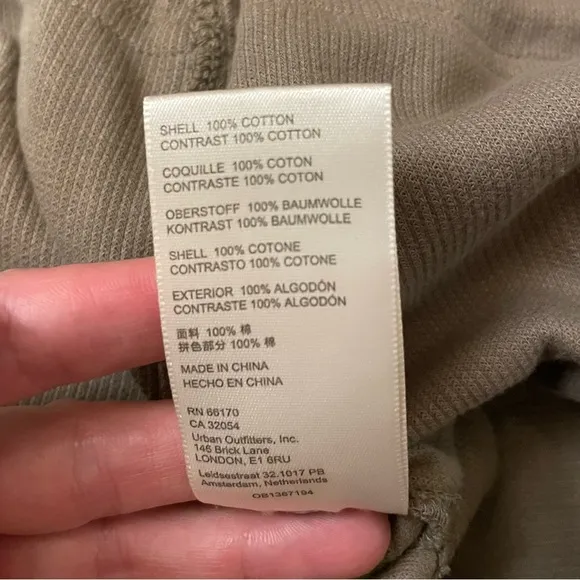 SHELL 100% COTTON
CONTRAST 100% COTTON
COQUILLE 100% COTON
CONTRASTE 100% COTON
OBERSTOFF 100% BAUMWOLLE
KONTRAST 100% BAUMWOLLE
SHELL 100% COTONE
CONTRASTO 100% COTONE
EXTERIOR 100% ALGODÓN
CONTRASTE 100% ALGODÓN
面料 100% 棉
拼色部分 100% 棉
MADE IN CHINA
HECHO EN CHINA
RN 66170
CA 32054
Urban Outfitters, Inc.
146 Brick Lane
LONDON, E1 6RU
Leidsestraat 32,1017 PB
Amsterdam, Netherlands
OB1367194